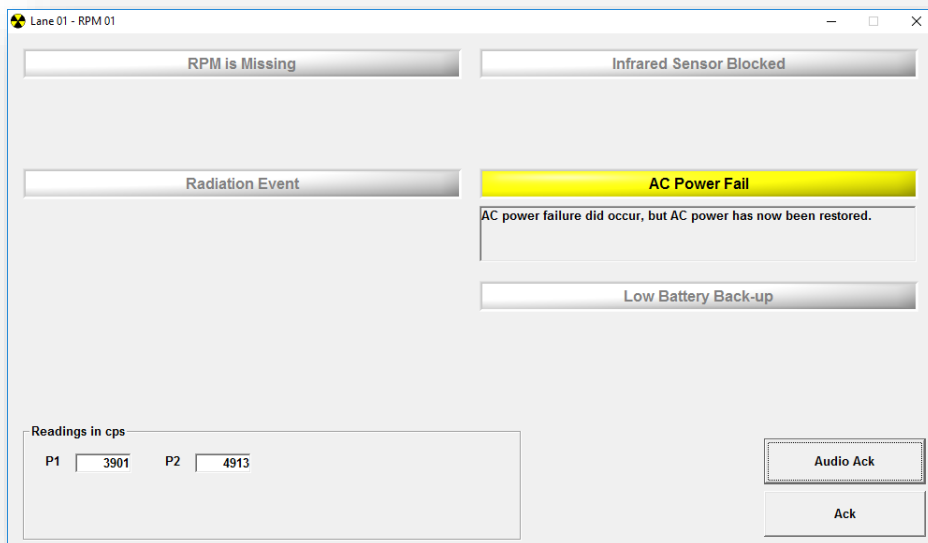 Lane 01 - RPM 01
RPM is Missing
Infrared Sensor Blocked
Radiation Event
AC Power Fail
AC power failure did occur, but AC power has now been restored.
Low Battery Back-up
Readings in cps
P1 3901 P2 4913
Audio Ack
Ack